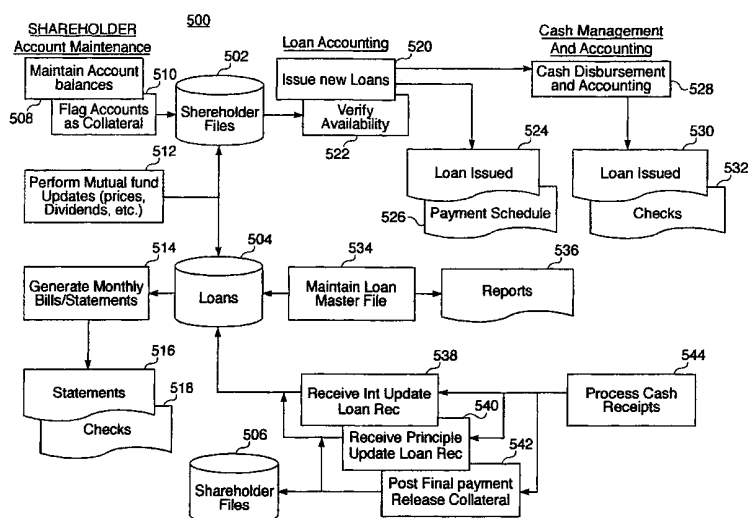 SHAREHOLDER
Account Maintenance
500
Maintain Account
balances
508
510
Flag Accounts
as Collateral
502
Shereholder
Files
Loan Accounting
520
Issue new Loans
Verify
Availability
522
Cash Management
And Accounting
Cash Disbursement
and Accounting
528
512
Perform Mutual fund
Updates (prices,
Dividends, etc.)
524
Loan Issued
526
Payment Schedule
530
Loan Issued
532
Checks
514
Generate Monthly
Bills/Statements
504
Loans
534
Maintain Loan
Master File
536
Reports
516
Statements
518
Checks
538
Receive Int Update
Loan Rec
540
Receive Principle
Update Loan Rec
542
Post Final payment
Release Collateral
544
Process Cash
Receipts
506
Shareholder
Files